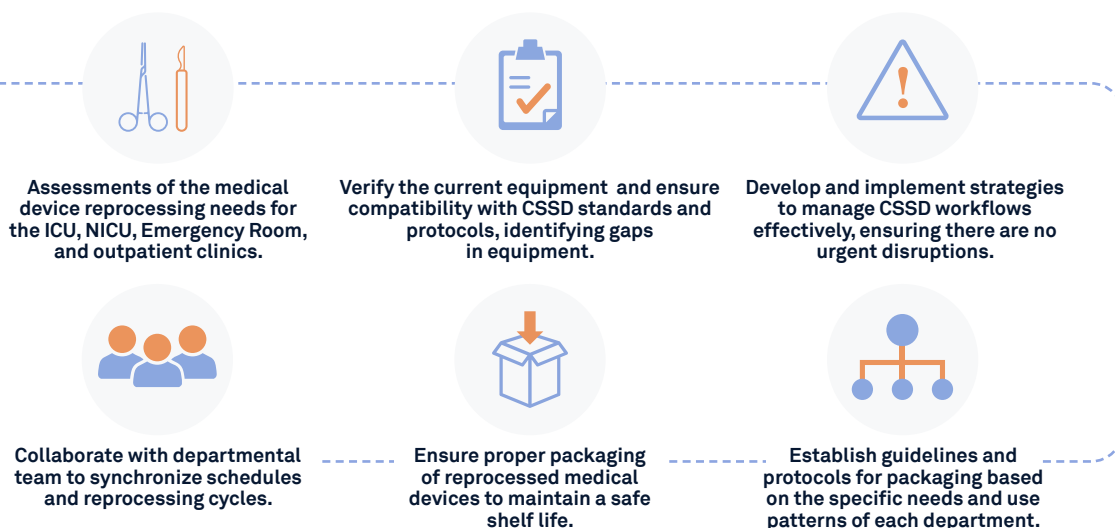 Assessments of the medical
device reprocessing needs for
the ICU, NICU, Emergency Room,
and outpatient clinics.
Verify the current equipment and ensure
compatibility with CSSD standards and
protocols, identifying gaps
in equipment.
Develop and implement strategies
to manage CSSD workflows
effectively, ensuring there are no
urgent disruptions.
Collaborate with departmental
team to synchronize schedules
and reprocessing cycles.
Ensure proper packaging
of reprocessed medical
devices to maintain a safe
shelf life.
Establish guidelines and
protocols for packaging based
on the specific needs and use
patterns of each department.